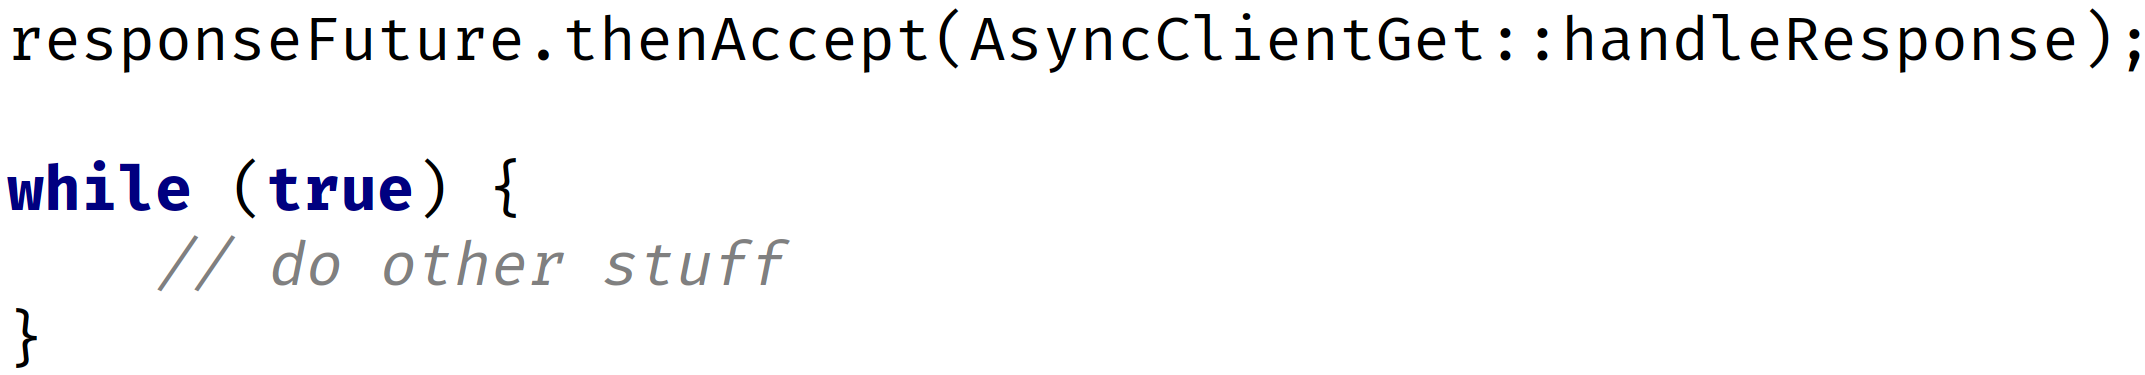 responseFuture.thenAccept(AsyncClientGet::handleResponse);
while (true) {
    // do other stuff
}